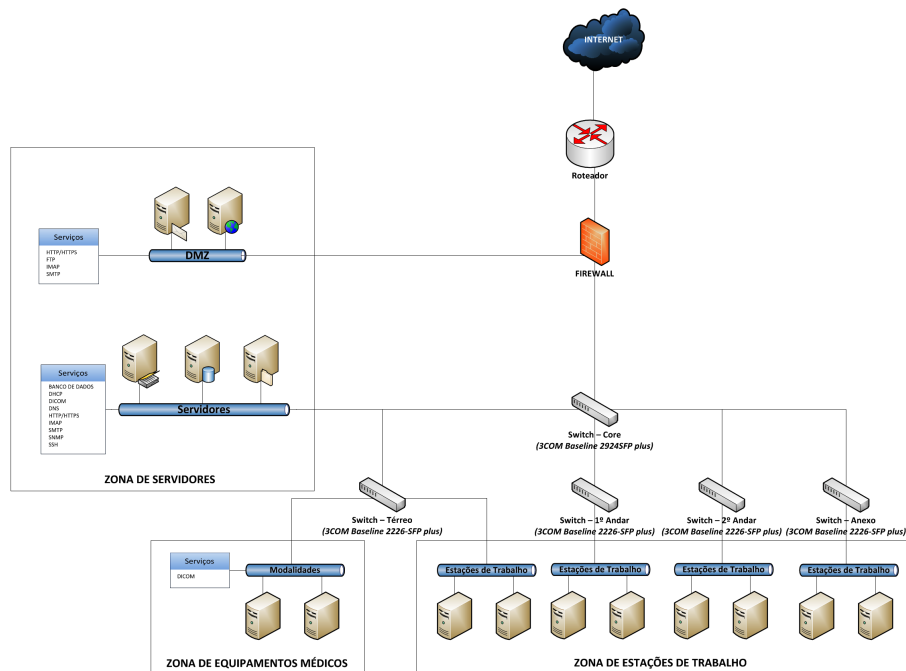 INTERNET
Roteador
FIREWALL
Serviços
HTTP/HTTPS
FTP
IMAP
SMTP
DMZ
Serviços
BANCO DE DADOS
DHCP
DICOM
DNS
HTTP/HTTPS
IMAP
SMTP
SNMP
SSH
Servidores
ZONA DE SERVIDORES
Switch – Core
(3COM Baseline 2924SFP plus)
Switch – Térreo
(3COM Baseline 2226-SFP plus)
Switch – 1º Andar
(3COM Baseline 2226-SFP plus)
Switch – 2º Andar
(3COM Baseline 2226-SFP plus)
Switch – Anexo
(3COM Baseline 2226-SFP plus)
Serviços
DICOM
Modalidades
Estações de Trabalho
Estações de Trabalho
Estações de Trabalho
Estações de Trabalho
ZONA DE EQUIPAMENTOS MÉDICOS
ZONA DE ESTAÇÕES DE TRABALHO